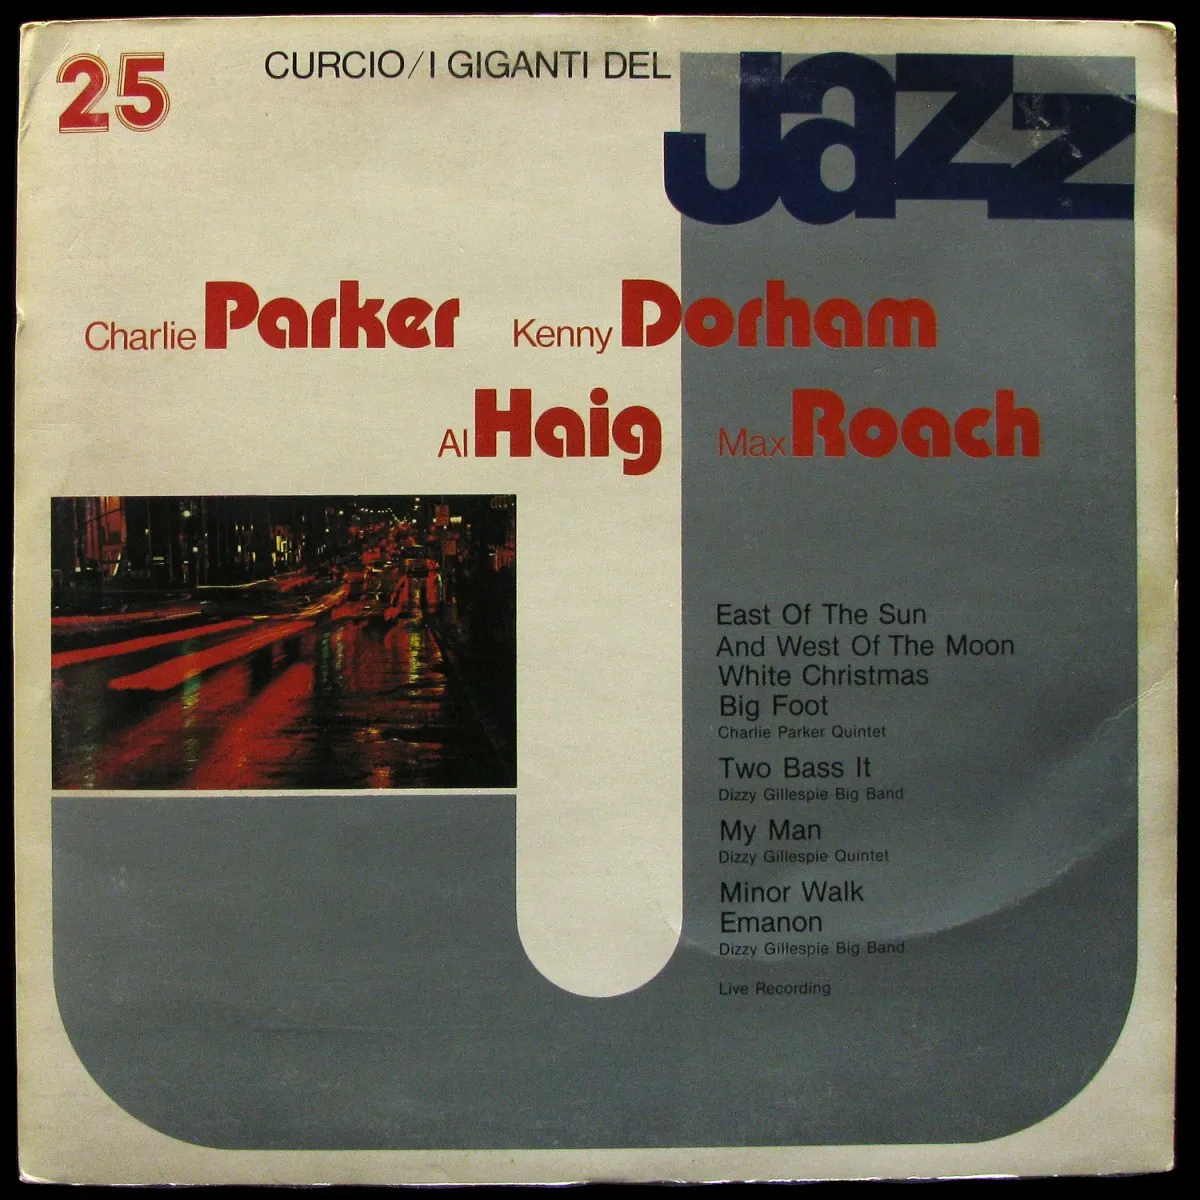 25
CURCIO/I GIGANTI DEL
Jazz
Charlie Parker Kenny Dorham
Al Haig Max Roach
East Of The Sun
And West Of The Moon
White Christmas
Big Foot
Charlie Parker Quintet
Two Bass It
Dizzy Gillespie Big Band
My Man
Dizzy Gillespie Quintet
Minor Walk
Emanon
Dizzy Gillespie Big Band
Live Recording